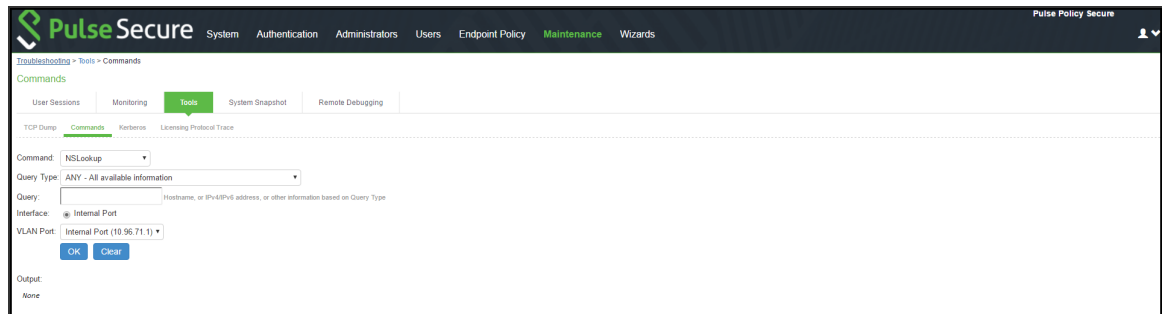 Pulse Policy Secure
Pulse Secure System Authentication Administrators Users Endpoint Policy Maintenance Wizards
Troubleshooting > Tools > Commands
Commands
User Sessions Monitoring Tools System Snapshot Remote Debugging
TCP Dump Commands Kerberos Licensing Protocol Trace
Command: NSLookup
Query Type: ANY - All available information
Query: Hostname, or IPv4/IPv6 address, or other information based on Query Type
Interface: Internal Port
VLAN Port: Internal Port (10.96.71.1)
OK Clear
Output:
None